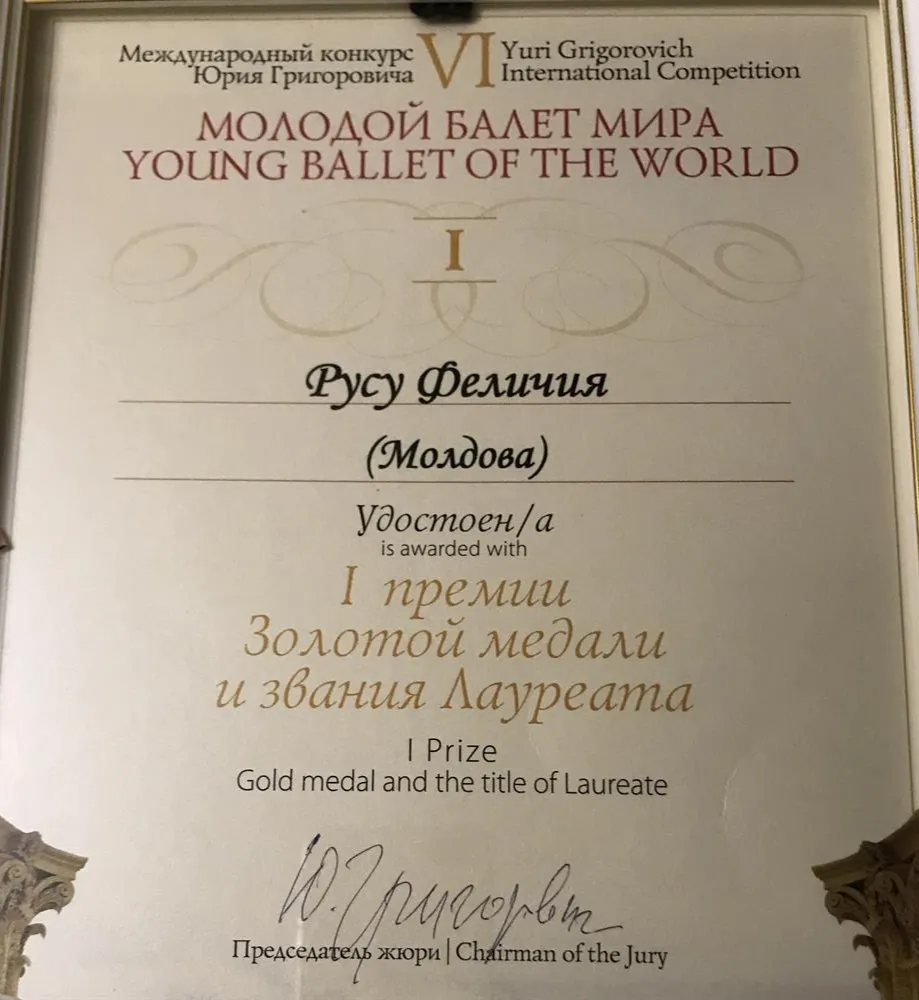 Международный конкурс
Юрия Григоровича
VI
Yuri Grigorovich
International Competition
МОЛОДОЙ БАЛЕТ МИРА
YOUNG BALLET OF THE WORLD
I
Русу Феличия
(Молдова)
Удостоен/а
is awarded with
I премии
Золотой медали
и звания Лауреата
I Prize
Gold medal and the title of Laureate
Ю. Григорович
Председатель жюри | Chairman of the Jury